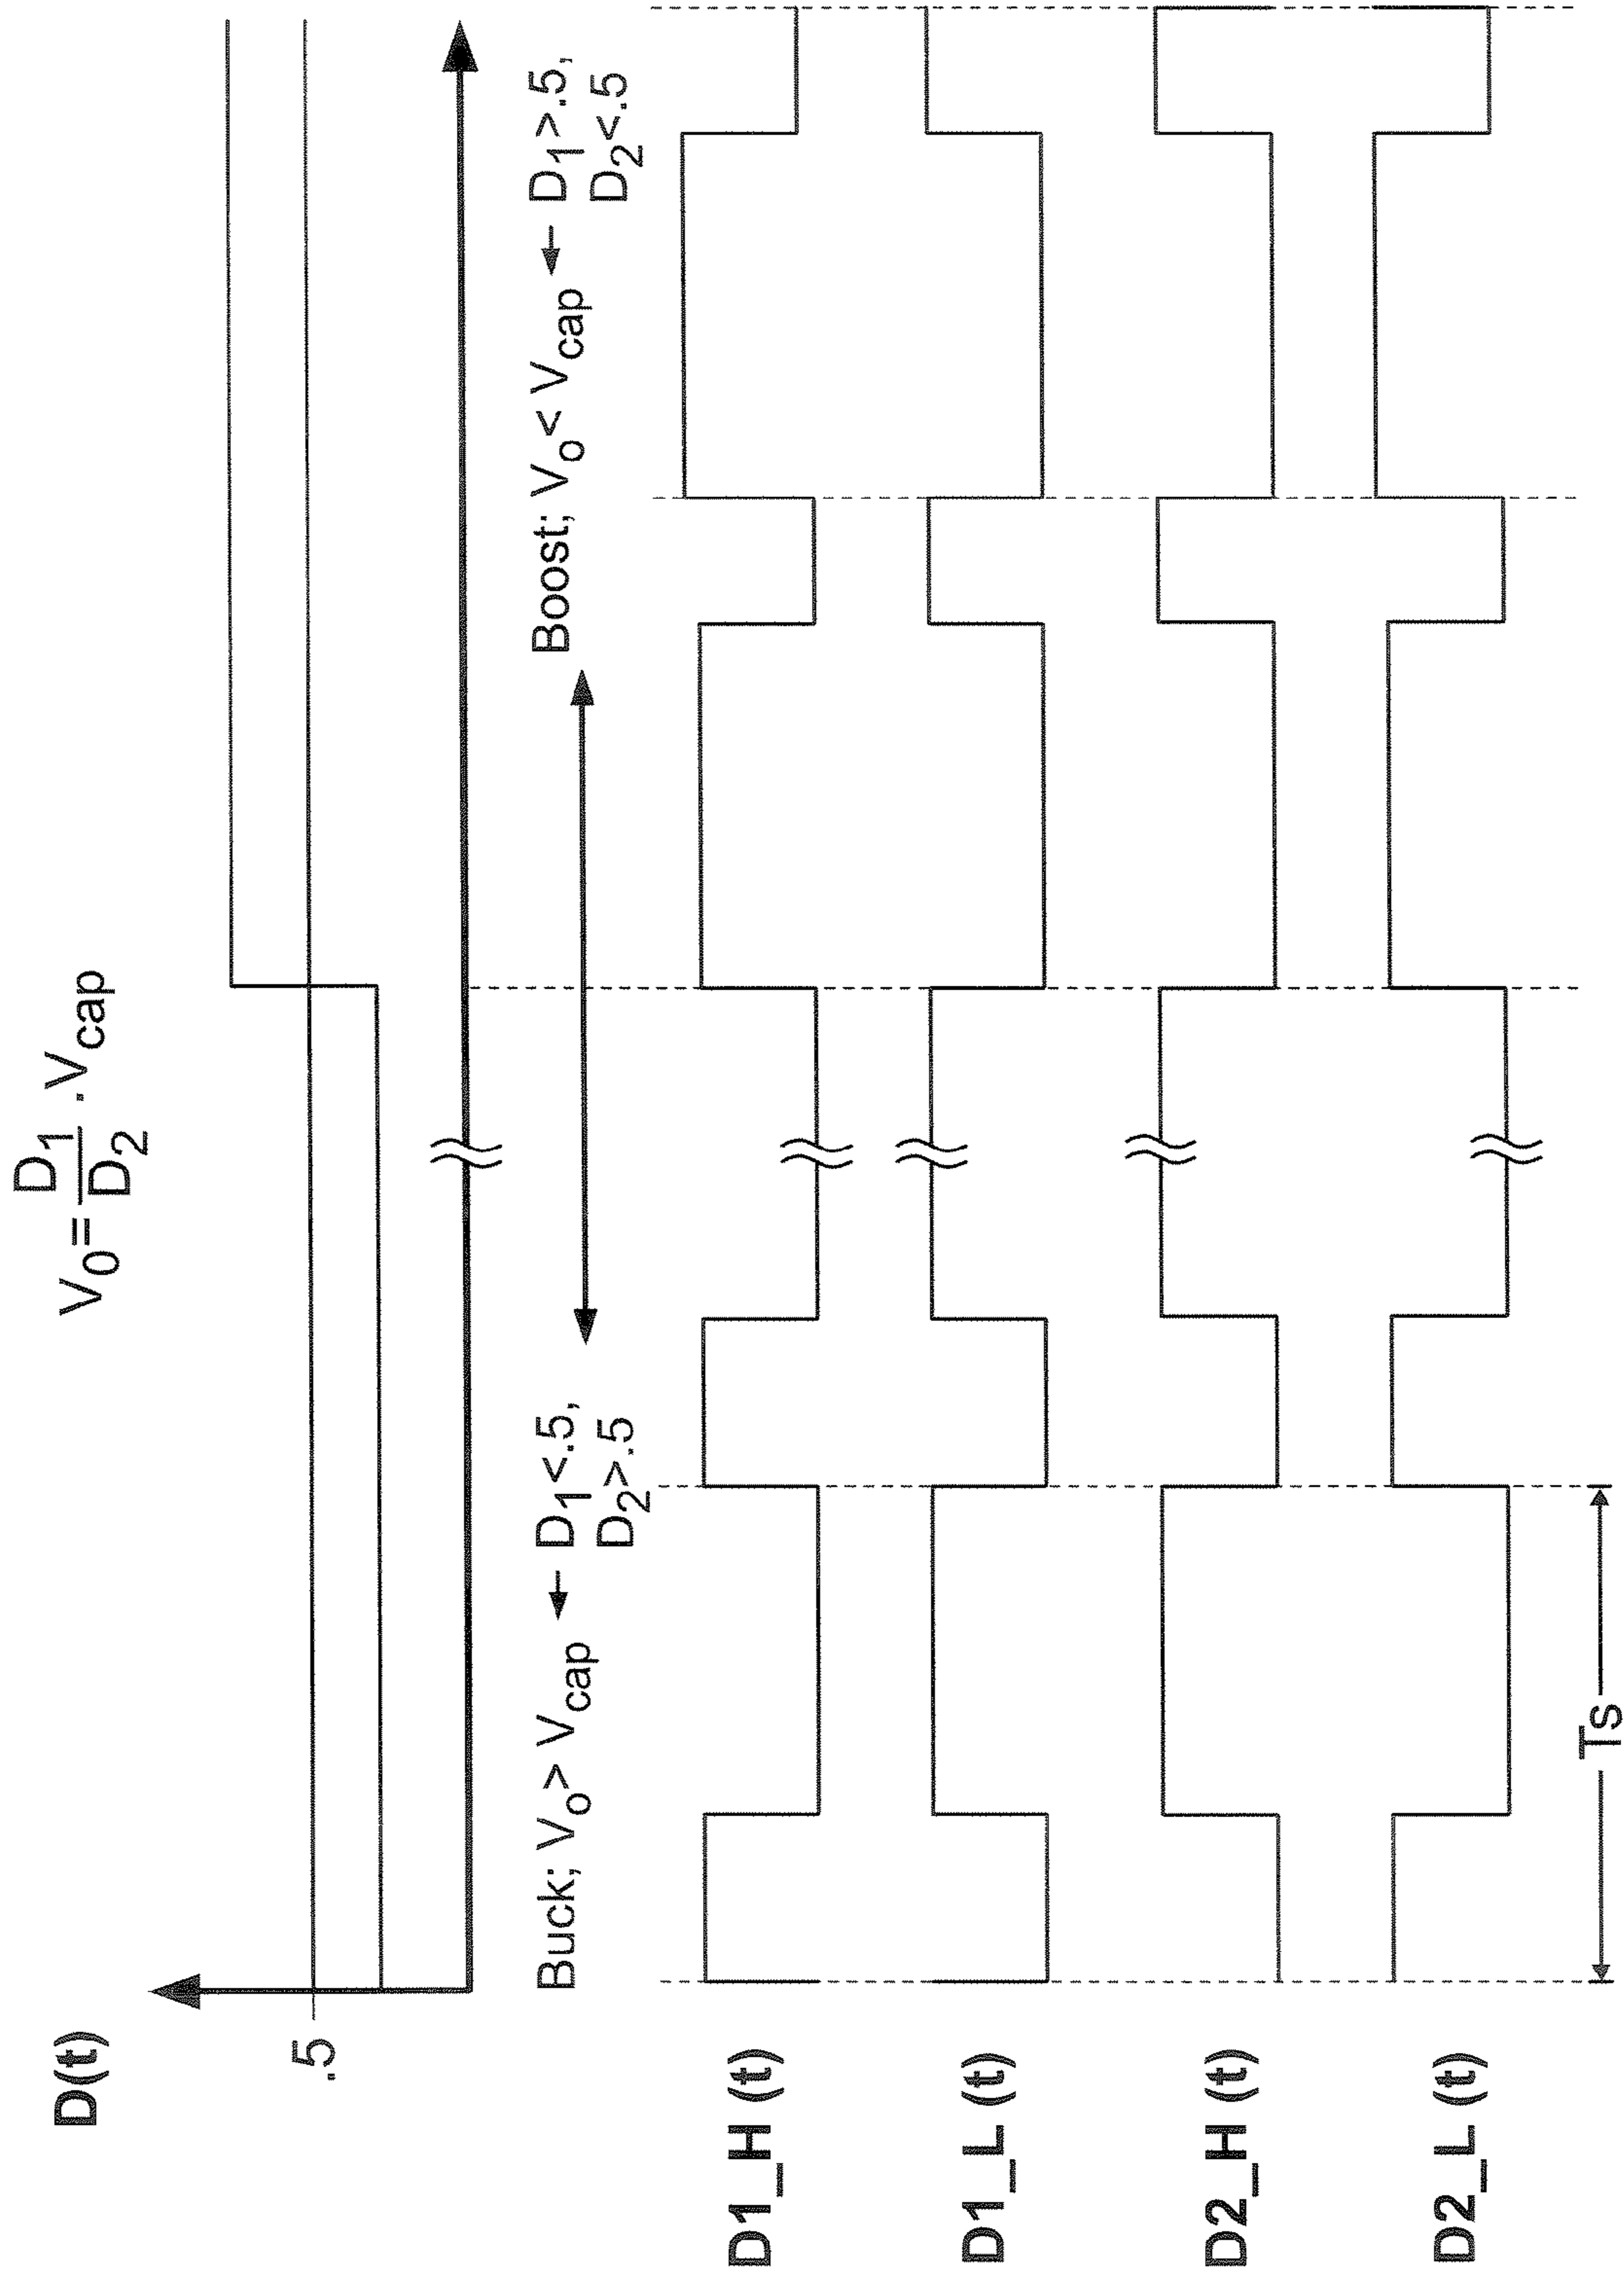 V0 = D1/D2 . Vcap
D(t)
.5
Buck; Vo > Vcap ← D1<.5,
D2>.5
Boost; Vo < Vcap ← D1>.5,
D2<.5
D1_H (t)
D1_L (t)
D2_H (t)
D2_L (t)
Ts